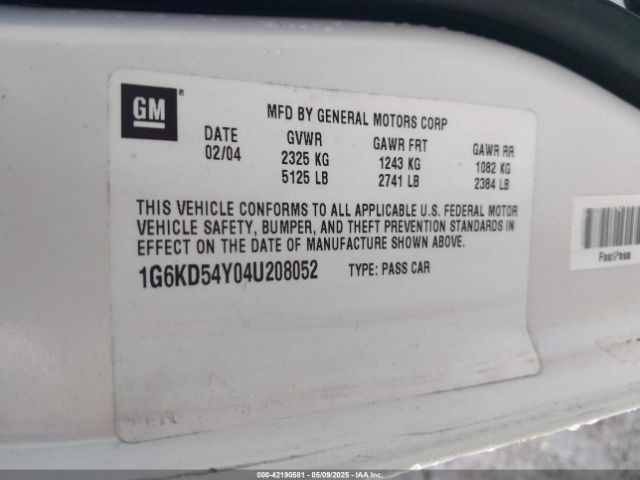 GM ®
MFD BY GENERAL MOTORS CORP
DATE GVWR GAWR FRT GAWR RR
02/04 2325 KG 1243 KG 1082 KG
5125 LB 2741 LB 2384 LB
THIS VEHICLE CONFORMS TO ALL APPLICABLE U.S. FEDERAL MOTOR
VEHICLE SAFETY, BUMPER, AND THEFT PREVENTION STANDARDS IN
EFFECT ON THE DATE OF MANUFACTURE SHOWN ABOVE.
1G6KD54Y04U208052 TYPE: PASS CAR
FastPass
000-42190581 - 05/09/2025 - IAAI.COM